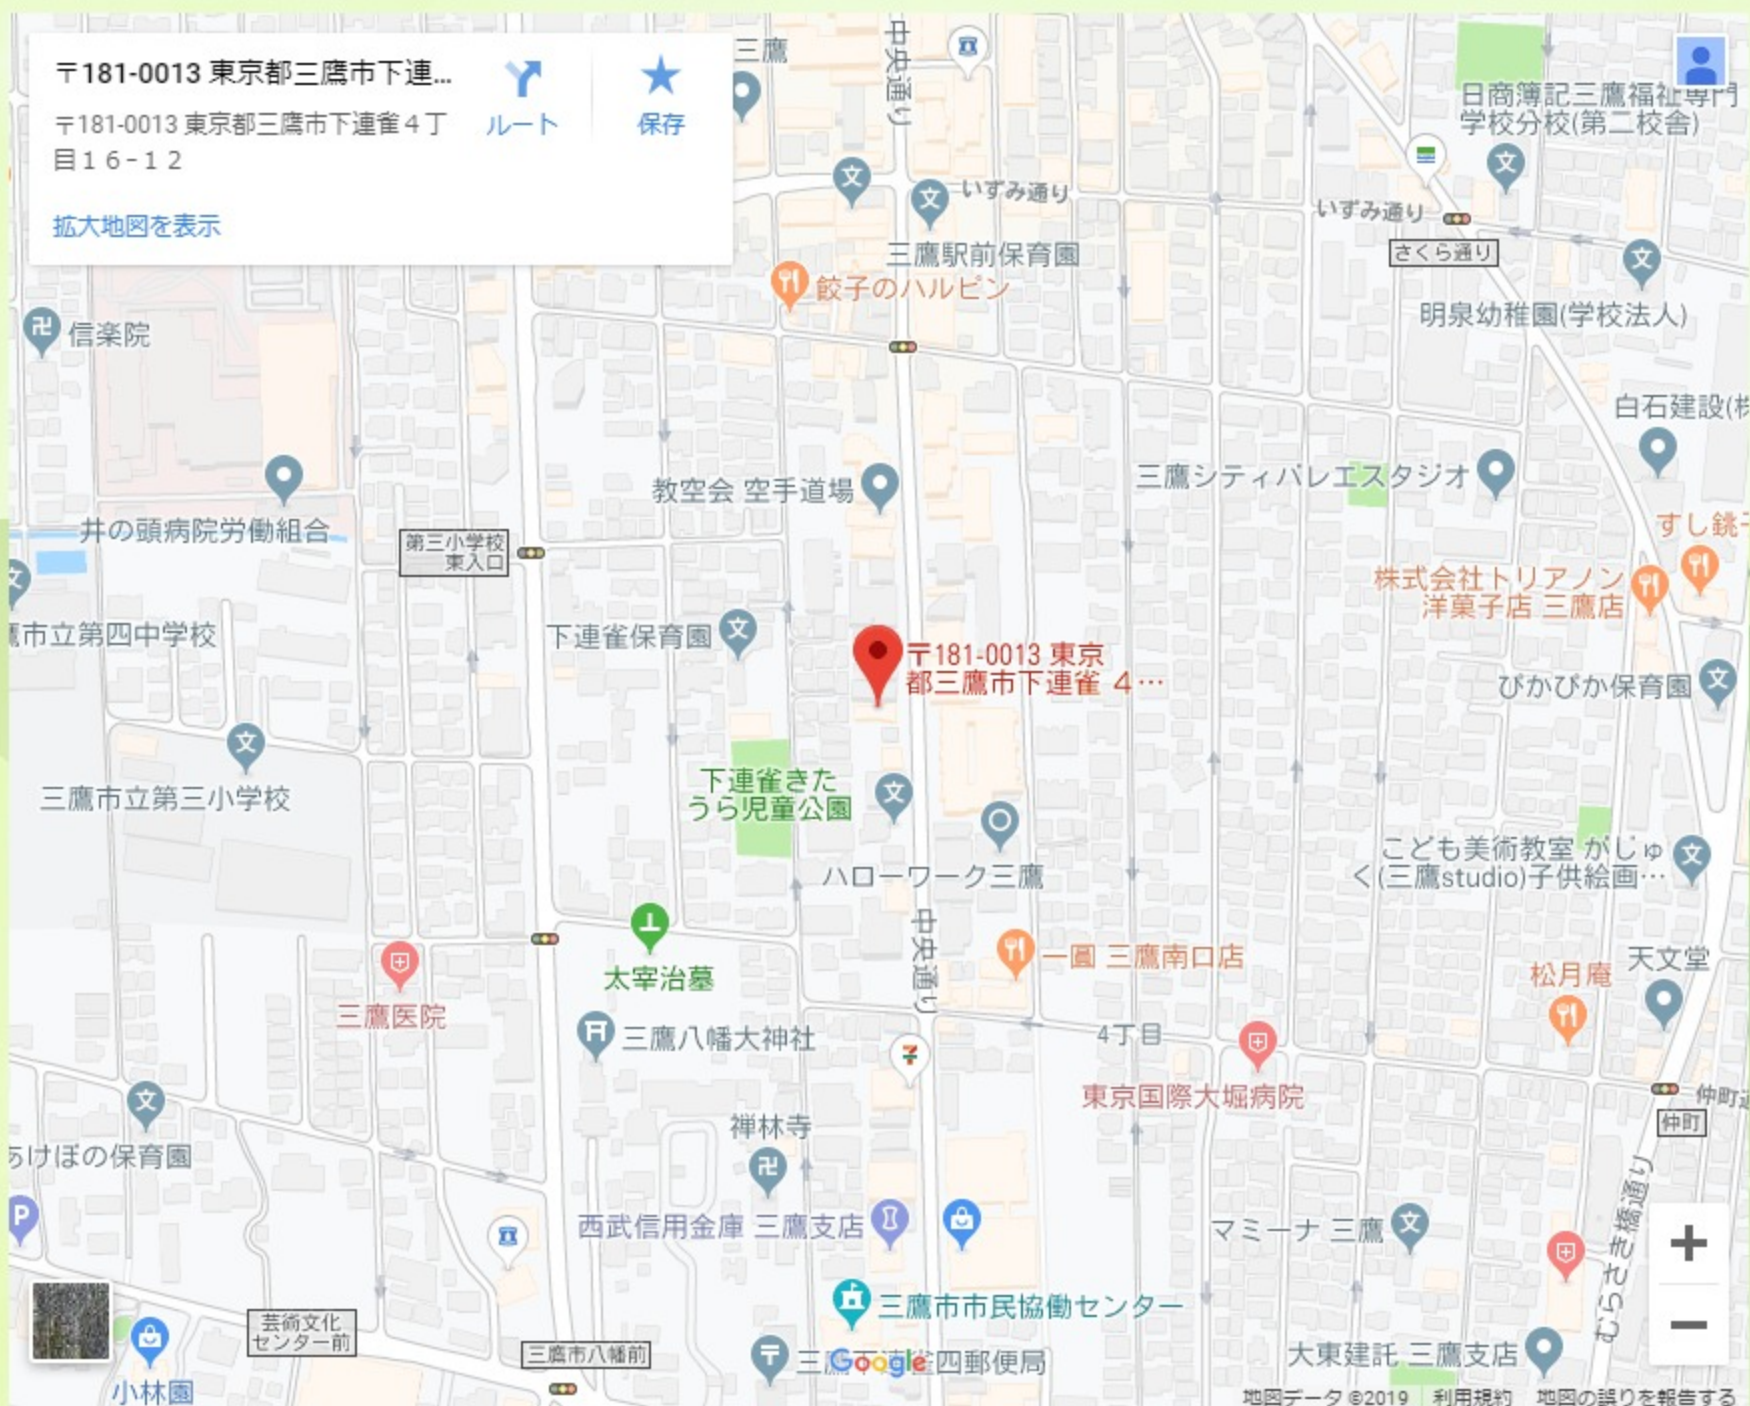 〒181-0013 東京都三鷹市下連...
〒181-0013 東京都三鷹市下連雀４丁
目１６−１２
ルート
保存
拡大地図を表示
三鷹
中央通り
日商簿記三鷹福祉専門
学校分校(第二校舎)
いずみ通り
いずみ通り
さくら通り
三鷹駅前保育園
餃子のハルピン
明泉幼稚園(学校法人)
信楽院
白石建設(株
教空会 空手道場
三鷹シティバレエスタジオ
井の頭病院労働組合
第三小学校
東入口
すし銚子
株式会社トリアノン
洋菓子店 三鷹店
鷹市立第四中学校
下連雀保育園
〒181-0013 東京
都三鷹市下連雀 4…
ぴかぴか保育園
三鷹市立第三小学校
下連雀きた
うら児童公園
ハローワーク三鷹
こども美術教室 がじゅ
く(三鷹studio)子供絵画…
中央通り
一圓 三鷹南口店
天文堂
松月庵
太宰治墓
三鷹医院
三鷹八幡大神社
4丁目
東京国際大堀病院
仲町通
仲町
あけぼの保育園
禅林寺
P
西武信用金庫 三鷹支店
マミーナ 三鷹
むらさき橋通り
三鷹市市民協働センター
芸術文化
センター前
三鷹市八幡前
三鷹下連雀四郵便局
Google
大東建託 三鷹支店
小林園
地図データ ©2019 利用規約 地図の誤りを報告する